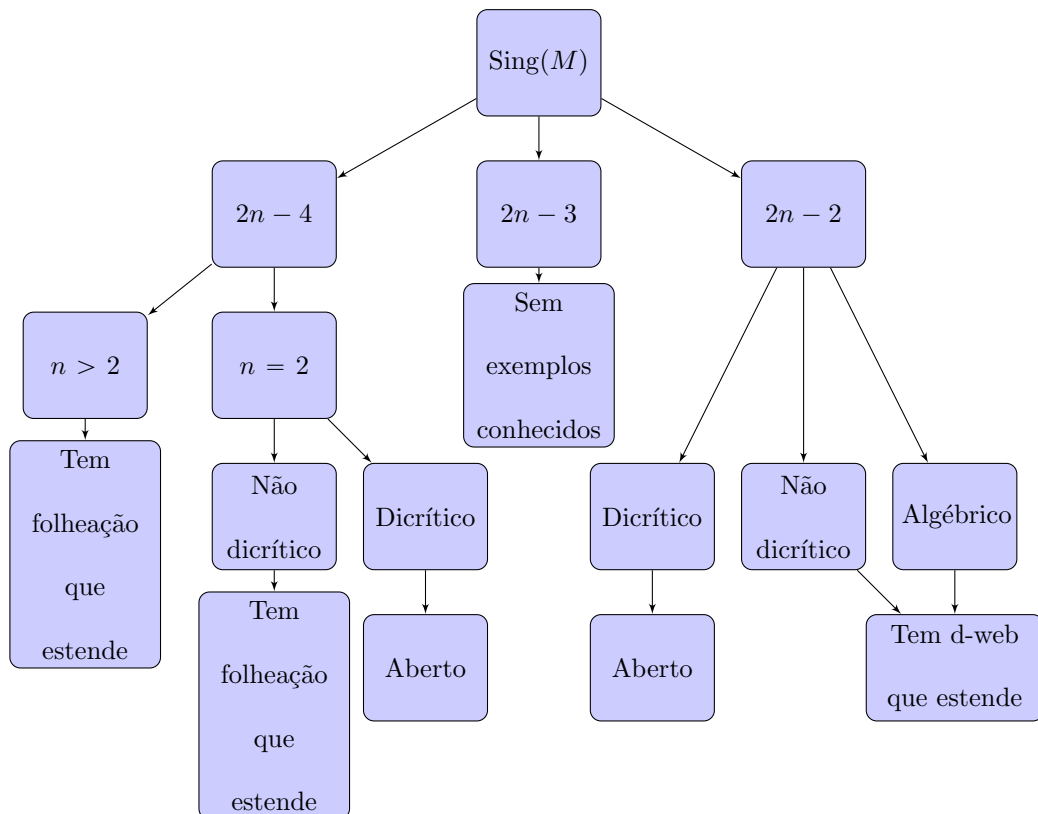 Sing(M)
2n − 4
2n − 3
2n − 2
n > 2
n = 2
Sem
exemplos
conhecidos
Tem
folheação
que
estende
Não
dicrítico
Dicrítico
Dicrítico
Não
dicrítico
Algébrico
Tem
folheação
que
estende
Aberto
Aberto
Tem d-web
que estende